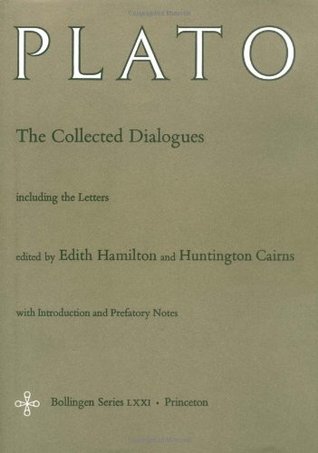 PLATO
The Collected Dialogues
including the Letters
edited by Edith Hamilton and Huntington Cairns
with Introduction and Prefatory Notes
Bollingen Series LXXI · Princeton